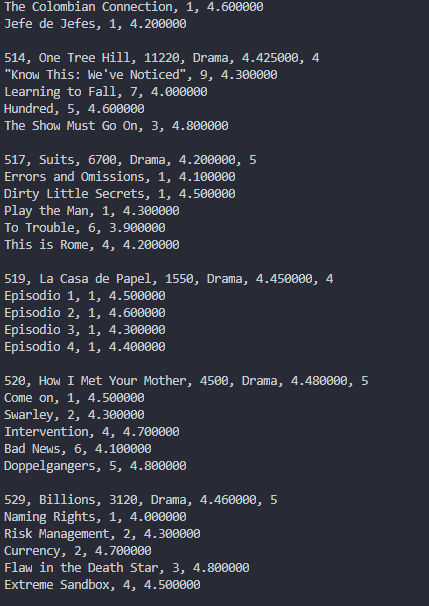 The Colombian Connection, 1, 4.600000
Jefe de Jefes, 1, 4.200000
514, One Tree Hill, 11220, Drama, 4.425000, 4
"Know This: We've Noticed", 9, 4.300000
Learning to Fall, 7, 4.000000
Hundred, 5, 4.600000
The Show Must Go On, 3, 4.800000
517, Suits, 6700, Drama, 4.200000, 5
Errors and Omissions, 1, 4.100000
Dirty Little Secrets, 1, 4.500000
Play the Man, 1, 4.300000
To Trouble, 6, 3.900000
This is Rome, 4, 4.200000
519, La Casa de Papel, 1550, Drama, 4.450000, 4
Episodio 1, 1, 4.500000
Episodio 2, 1, 4.600000
Episodio 3, 1, 4.300000
Episodio 4, 1, 4.400000
520, How I Met Your Mother, 4500, Drama, 4.480000, 5
Come on, 1, 4.500000
Swarley, 2, 4.300000
Intervention, 4, 4.700000
Bad News, 6, 4.100000
Doppelgangers, 5, 4.800000
529, Billions, 3120, Drama, 4.460000, 5
Naming Rights, 1, 4.000000
Risk Management, 2, 4.300000
Currency, 2, 4.700000
Flaw in the Death Star, 3, 4.800000
Extreme Sandbox, 4, 4.500000